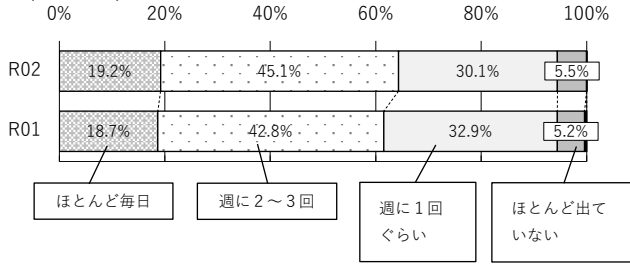 0% 20% 40% 60% 80% 100%
R02 19.2% 45.1% 30.1% 5.5%
R01 18.7% 42.8% 32.9% 5.2%
ほとんど毎日
週に２～３回
週に１回
ぐらい
ほとんど出て
いない